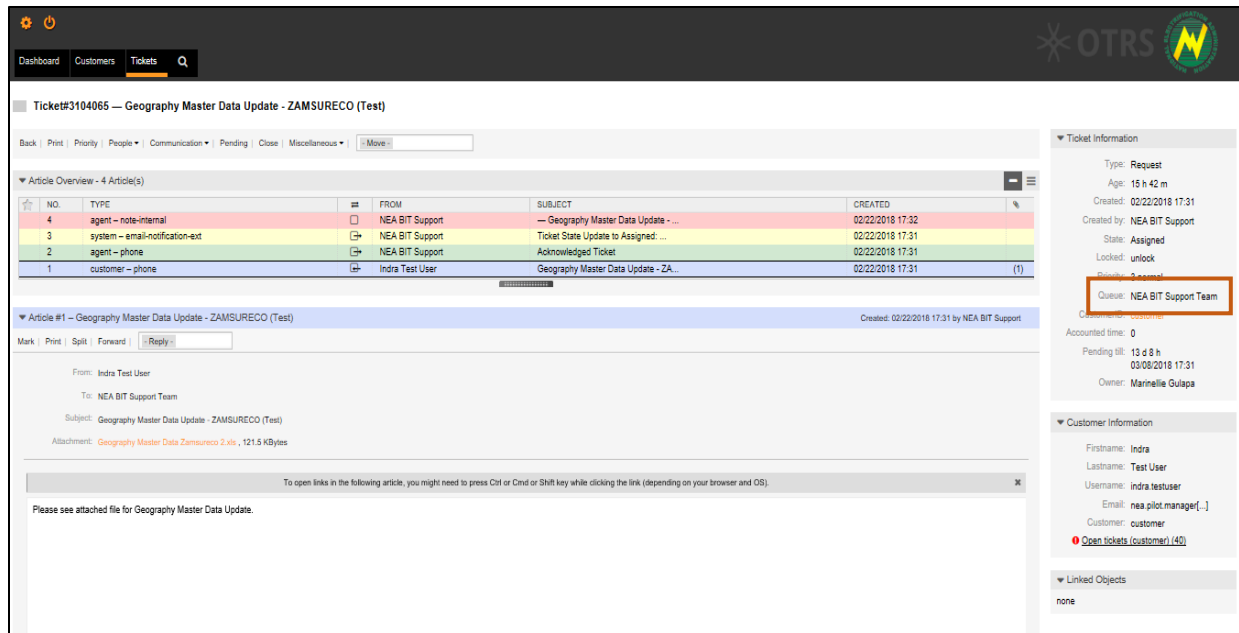 OTRS
Dashboard Customers Tickets
Ticket#3104065 — Geography Master Data Update - ZAMSURECO (Test)
Back | Print | Priority | People | Communication | Pending | Close | Miscellaneous | - Move -
Article Overview - 4 Article(s)
NO. TYPE FROM SUBJECT CREATED
4 agent – note-internal NEA BIT Support — Geography Master Data Update - ... 02/22/2018 17:32
3 system – email-notification-ext NEA BIT Support Ticket State Update to Assigned: ... 02/22/2018 17:31
2 agent – phone NEA BIT Support Acknowledged Ticket 02/22/2018 17:31
1 customer – phone Indra Test User Geography Master Data Update - ZA... 02/22/2018 17:31 (1)
Article #1 – Geography Master Data Update - ZAMSURECO (Test) Created: 02/22/2018 17:31 by NEA BIT Support
Mark | Print | Split | Forward | - Reply -
From: Indra Test User
To: NEA BIT Support Team
Subject: Geography Master Data Update - ZAMSURECO (Test)
Attachment: Geography Master Data Zamsureco 2.xls , 121.5 KBytes
To open links in the following article, you might need to press Ctrl or Cmd or Shift key while clicking the link (depending on your browser and OS).
Please see attached file for Geography Master Data Update.
Ticket Information
Type: Request
Age: 15 h 42 m
Created: 02/22/2018 17:31
Created by: NEA BIT Support
State: Assigned
Locked: unlock
Priority: 3 normal
Queue: NEA BIT Support Team
CustomerID: customer
Accounted time: 0
Pending till: 13 d 8 h
03/08/2018 17:31
Owner: Marinellie Gulapa
Customer Information
Firstname: Indra
Lastname: Test User
Username: indra.testuser
Email: nea.pilot.manager[...]
Customer: customer
Open tickets (customer) (40)
Linked Objects
none